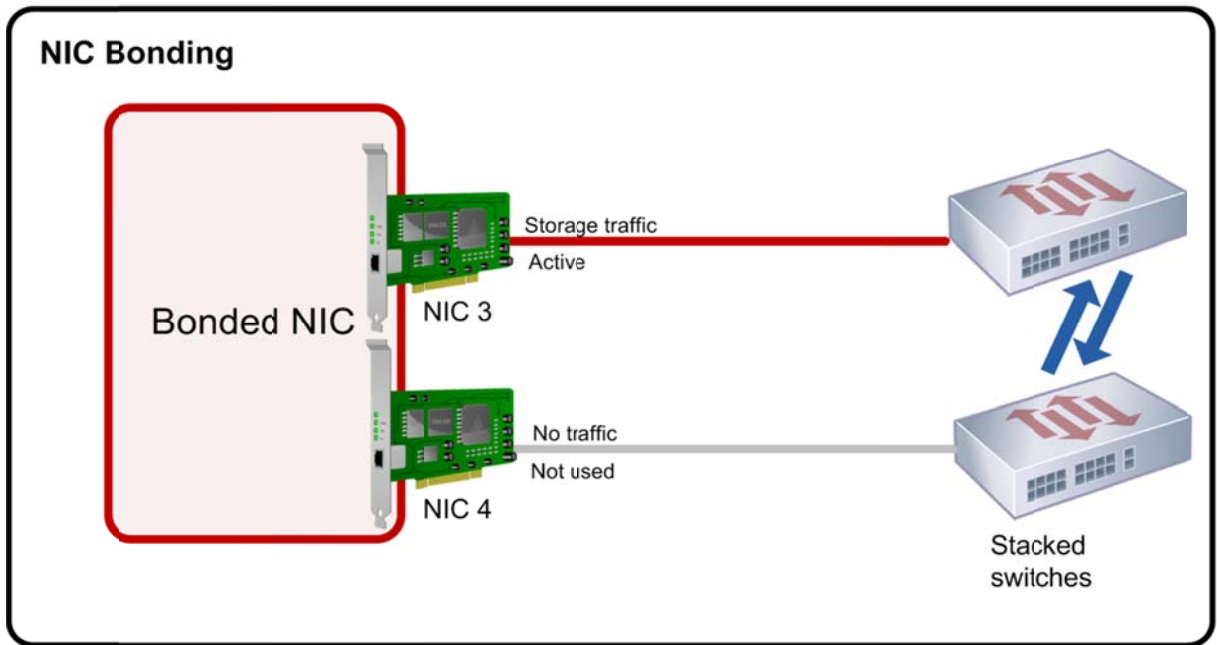 NIC Bonding
Bonded NIC
Storage traffic
Active
NIC 3
No traffic
Not used
NIC 4
Stacked
switches